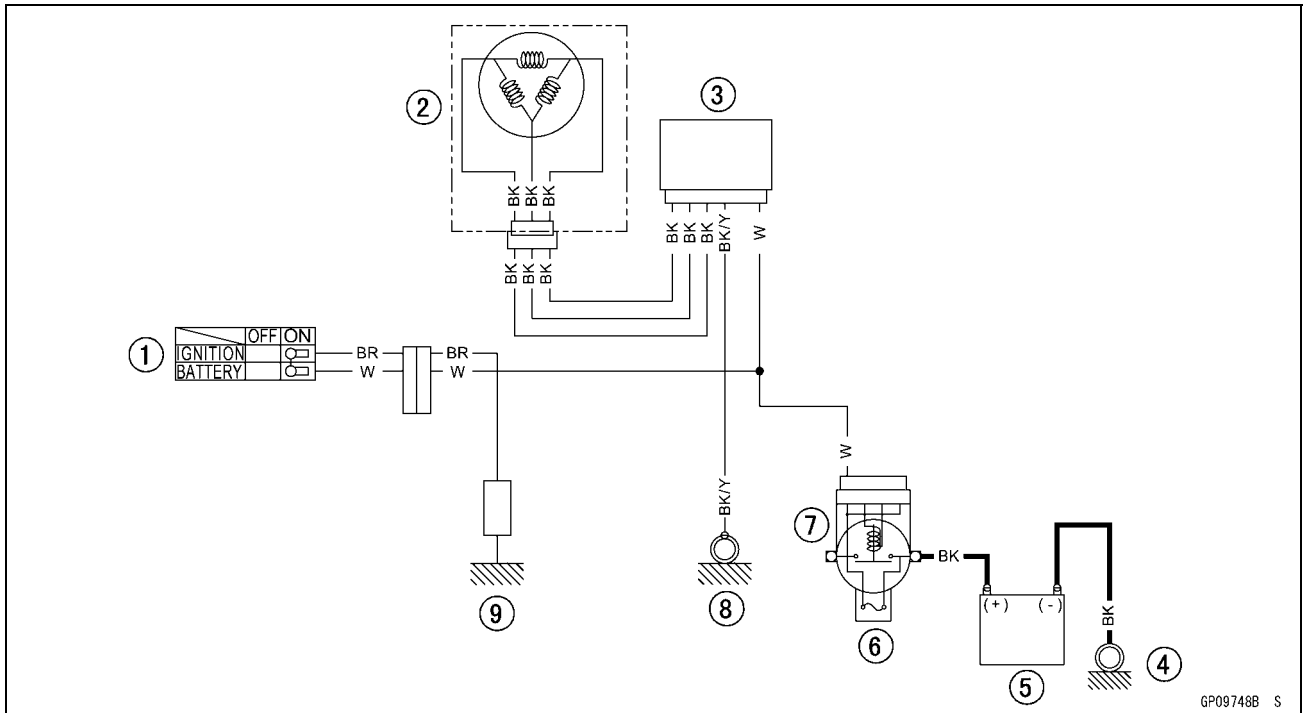 2
3
BK BK BK
BK BK BK BK/Y W
BK BK BK
1
OFF ON
IGNITION BR BR
BATTERY W W
W
BK/Y
7
BK
(+) (-)
BK
9
8
6
5
4
GP09748B S